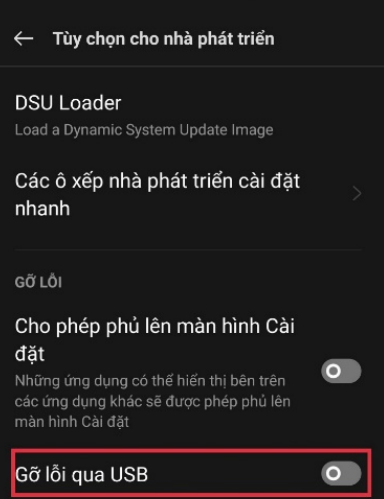 Tùy chọn cho nhà phát triển
DSU Loader
Load a Dynamic System Update Image
Các ô xếp nhà phát triển cài đặt
nhanh
GỠ LỖI
Cho phép phủ lên màn hình Cài
đặt
Những ứng dụng có thể hiển thị bên trên
các ứng dụng khác sẽ được phép phủ lên
màn hình Cài đặt
Gỡ lỗi qua USB